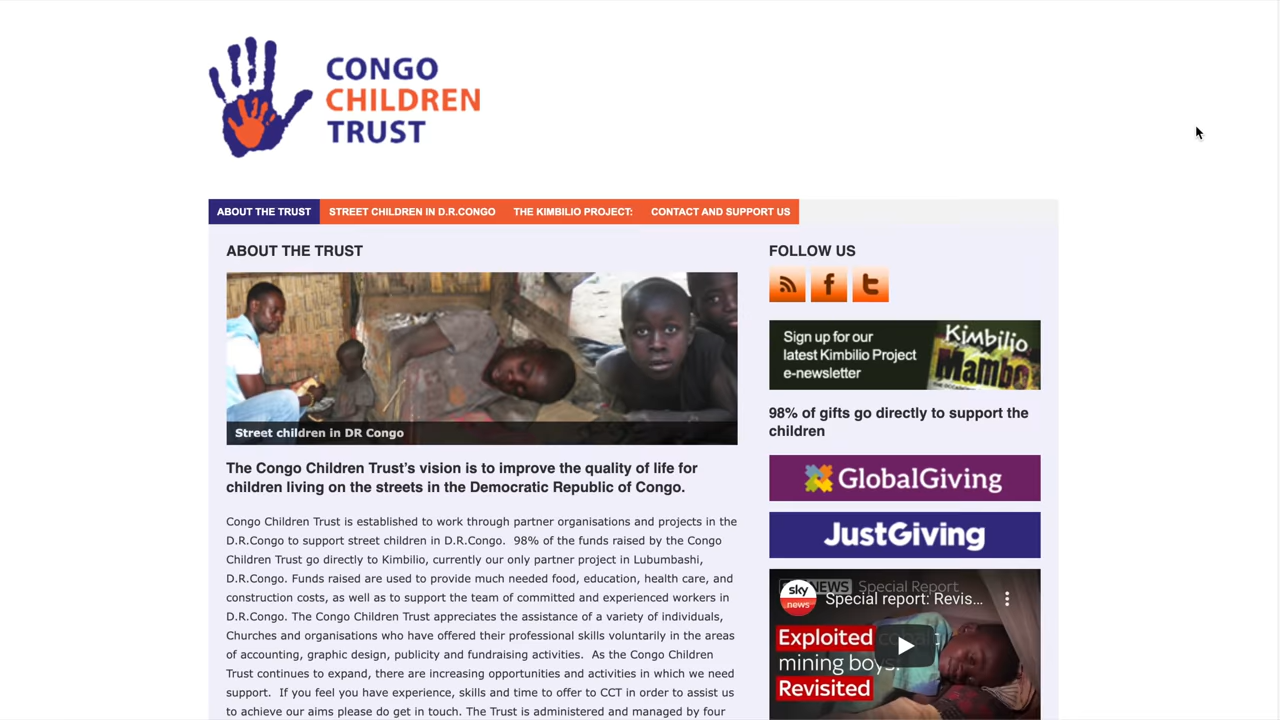 CONGO
CHILDREN
TRUST
ABOUT THE TRUST
STREET CHILDREN IN D.R.CONGO
THE KIMBILIO PROJECT:
CONTACT AND SUPPORT US
ABOUT THE TRUST
Street children in DR Congo
The Congo Children Trust's vision is to improve the quality of life for
children living on the streets in the Democratic Republic of Congo.
Congo Children Trust is established to work through partner organisations and projects in the
D.R.Congo to support street children in D.R.Congo.  98% of the funds raised by the Congo
Children Trust go directly to Kimbilio, currently our only partner project in Lubumbashi,
D.R.Congo. Funds raised are used to provide much needed food, education, health care, and
construction costs, as well as to support the team of committed and experienced workers in
D.R.Congo. The Congo Children Trust appreciates the assistance of a variety of individuals,
Churches and organisations who have offered their professional skills voluntarily in the areas
of accounting, graphic design, publicity and fundraising activities.  As the Congo Children
Trust continues to expand, there are increasing opportunities and activities in which we need
support.  If you feel you have experience, skills and time to offer to CCT in order to assist us
to achieve our aims please do get in touch. The Trust is administered and managed by four
FOLLOW US
Sign up for our
latest Kimbilio Project
e-newsletter
Kimbilio
Mambo
98% of gifts go directly to support the
children
GlobalGiving
JustGiving
NEWS Special Report
sky
news
Special report: Revis...
Exploited cobalt
mining boys:
Revisited